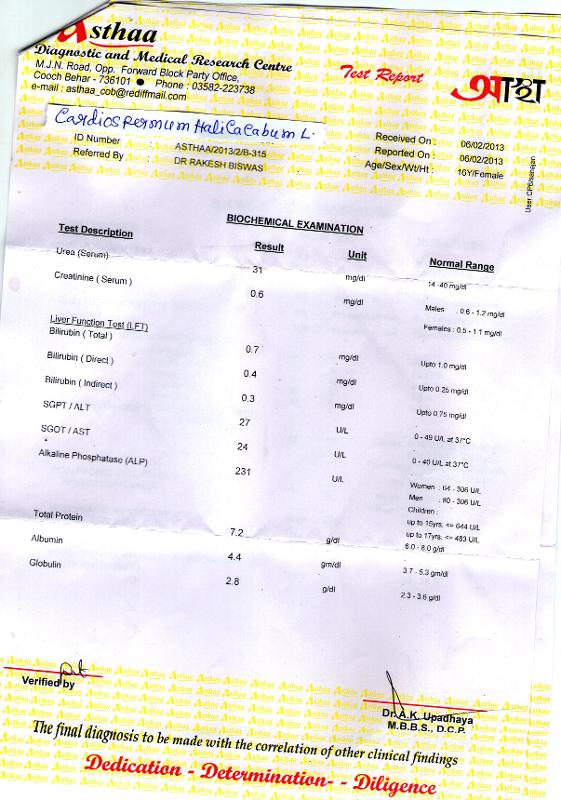 Asthaa
Diagnostic and Medical Research Centre
M.J.N. Road, Opp. Forward Block Party Office,
Cooch Behar - 736101 ● Phone : 03582-223738
e-mail : asthaa_cob@rediffmail.com
Test Report
আস্থা
Cardiospermum Halicacabum L.
ID Number : ASTHAA/2013/2/B-315
Referred By : DR RAKESH BISWAS
Received On : 06/02/2013
Reported On : 06/02/2013
Age/Sex/Wt/Ht : 16Y/Female
BIOCHEMICAL EXAMINATION
Test Description Result Unit Normal Range
Urea (Serum) 31 mg/dl 14 -40 mg/dl
Creatinine ( Serum ) 0.6 mg/dl Males : 0.6 - 1.2 mg/dl
Females : 0.5 - 1.1 mg/dl
Liver Function Test (LFT)
Bilirubin ( Total ) 0.7 mg/dl Upto 1.0 mg/dl
Bilirubin ( Direct ) 0.4 mg/dl Upto 0.25 mg/dl
Bilirubin ( Indirect ) 0.3 mg/dl Upto 0.75 mg/dl
SGPT / ALT 27 U/L 0 - 49 U/L at 37°C
SGOT / AST 24 U/L 0 - 40 U/L at 37°C
Alkaline Phosphatase (ALP) 231 U/L Women : 64 - 306 U/L
Men : 80 - 306 U/L
Children :
up to 15yrs, <= 644 U/L
up to 17yrs, <= 483 U/L
Total Protein 7.2 g/dl 6.0 - 8.0 g/dl
Albumin 4.4 gm/dl 3.7 - 5.3 gm/dl
Globulin 2.8 g/dl 2.3 - 3.6 g/dl
Verified by
Dr. A.K. Upadhaya
M.B.B.S., D.C.P.
The final diagnosis to be made with the correlation of other clinical findings
Dedication - Determination- - Diligence